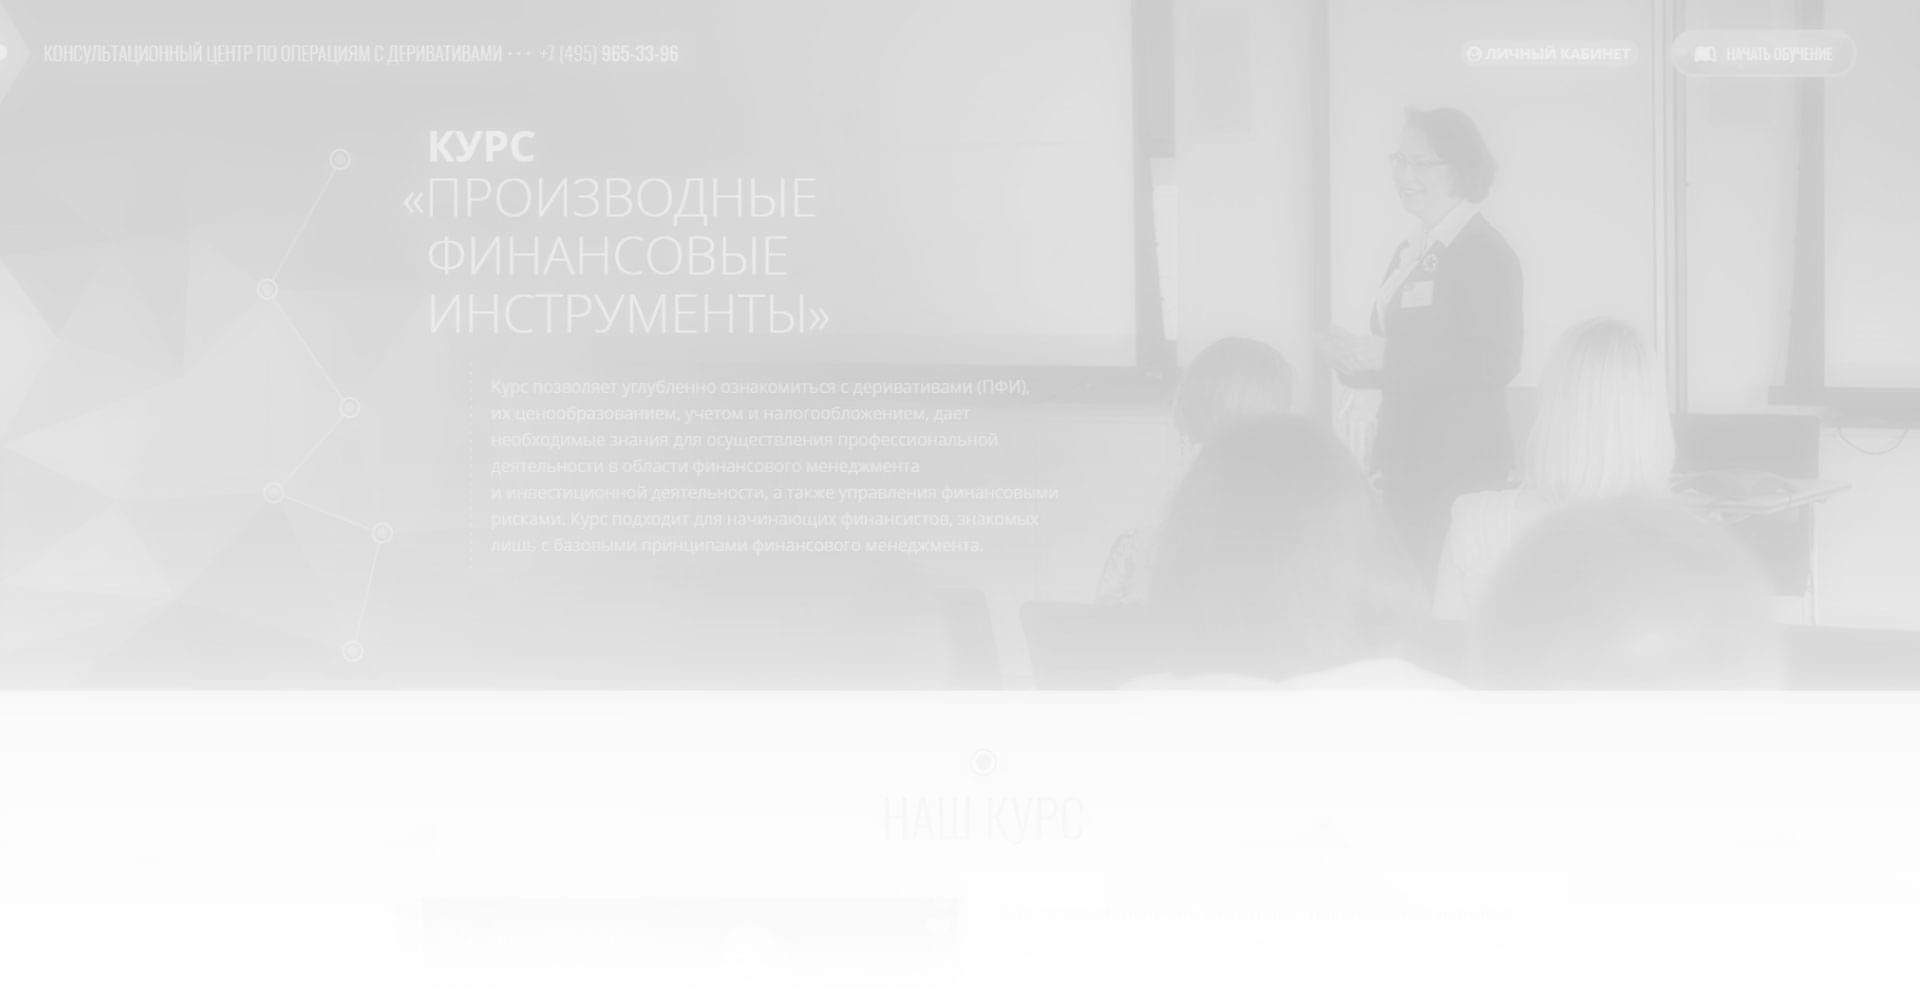 КОНСУЛЬТАЦИОННЫЙ ЦЕНТР ПО ОПЕРАЦИЯМ С ДЕРИВАТИВАМИ ··· +7 (495) 965-33-96
ЛИЧНЫЙ КАБИНЕТ
НАЧАТЬ ОБУЧЕНИЕ
КУРС
«ПРОИЗВОДНЫЕ
ФИНАНСОВЫЕ
ИНСТРУМЕНТЫ»
Курс позволяет углубленно ознакомиться с деривативами (ПФИ),
их ценообразованием, учетом и налогообложением, дает
необходимые знания для осуществления профессиональной
деятельности в области финансового менеджмента
и инвестиционной деятельности, а также управления финансовыми
рисками. Курс подходит для начинающих финансистов, знакомых
лишь с базовыми принципами финансового менеджмента.
НАШ КУРС